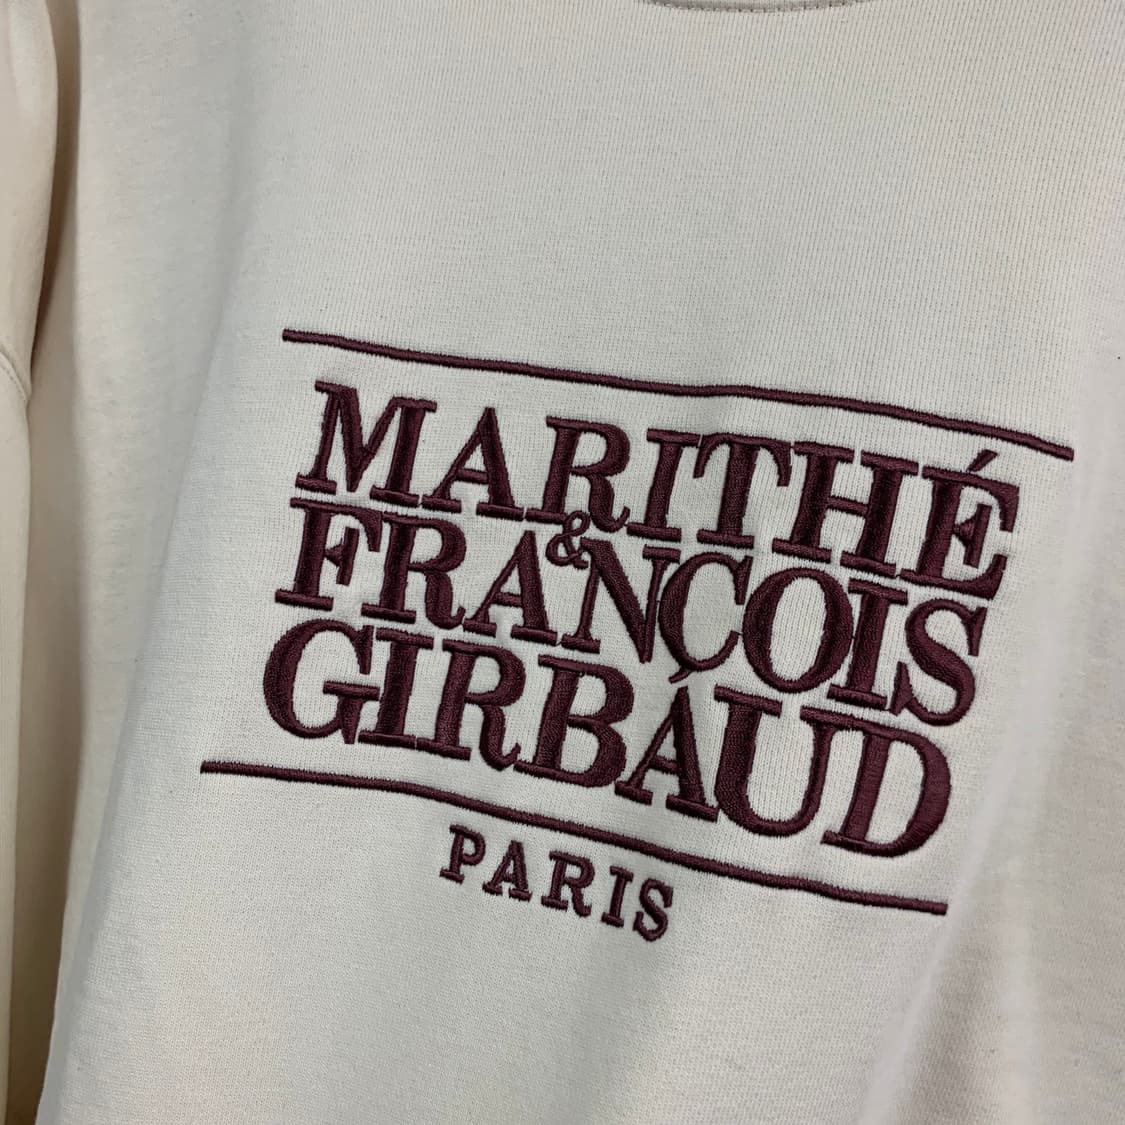 MARITHÉ
&
FRANÇOIS
GIRBAUD
PARIS